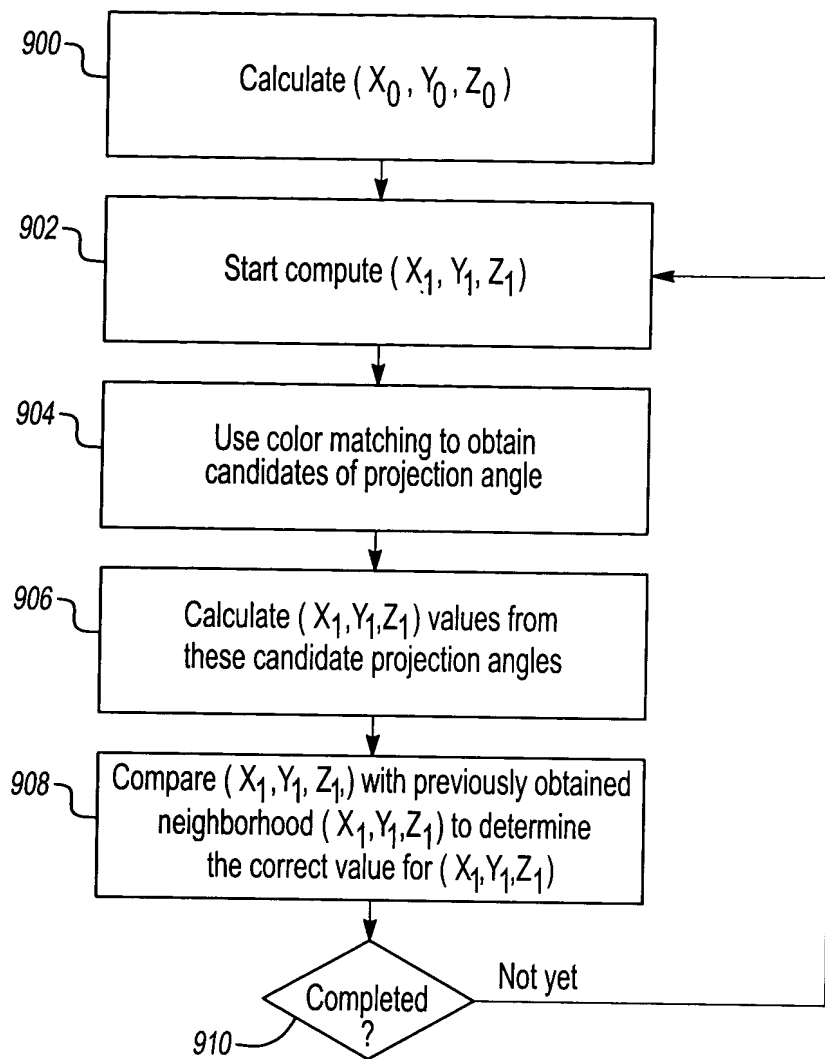 900
Calculate ( X₀ , Y₀ , Z₀ )
902
Start compute ( X₁, Y₁, Z₁)
904
Use color matching to obtain
candidates of projection angle
906
Calculate ( X₁,Y₁,Z₁) values from
these candidate projection angles
908
Compare ( X₁,Y₁, Z₁,) with previously obtained
neighborhood ( X₁,Y₁,Z₁) to determine
the correct value for ( X₁,Y₁,Z₁)
Not yet
Completed
?
910